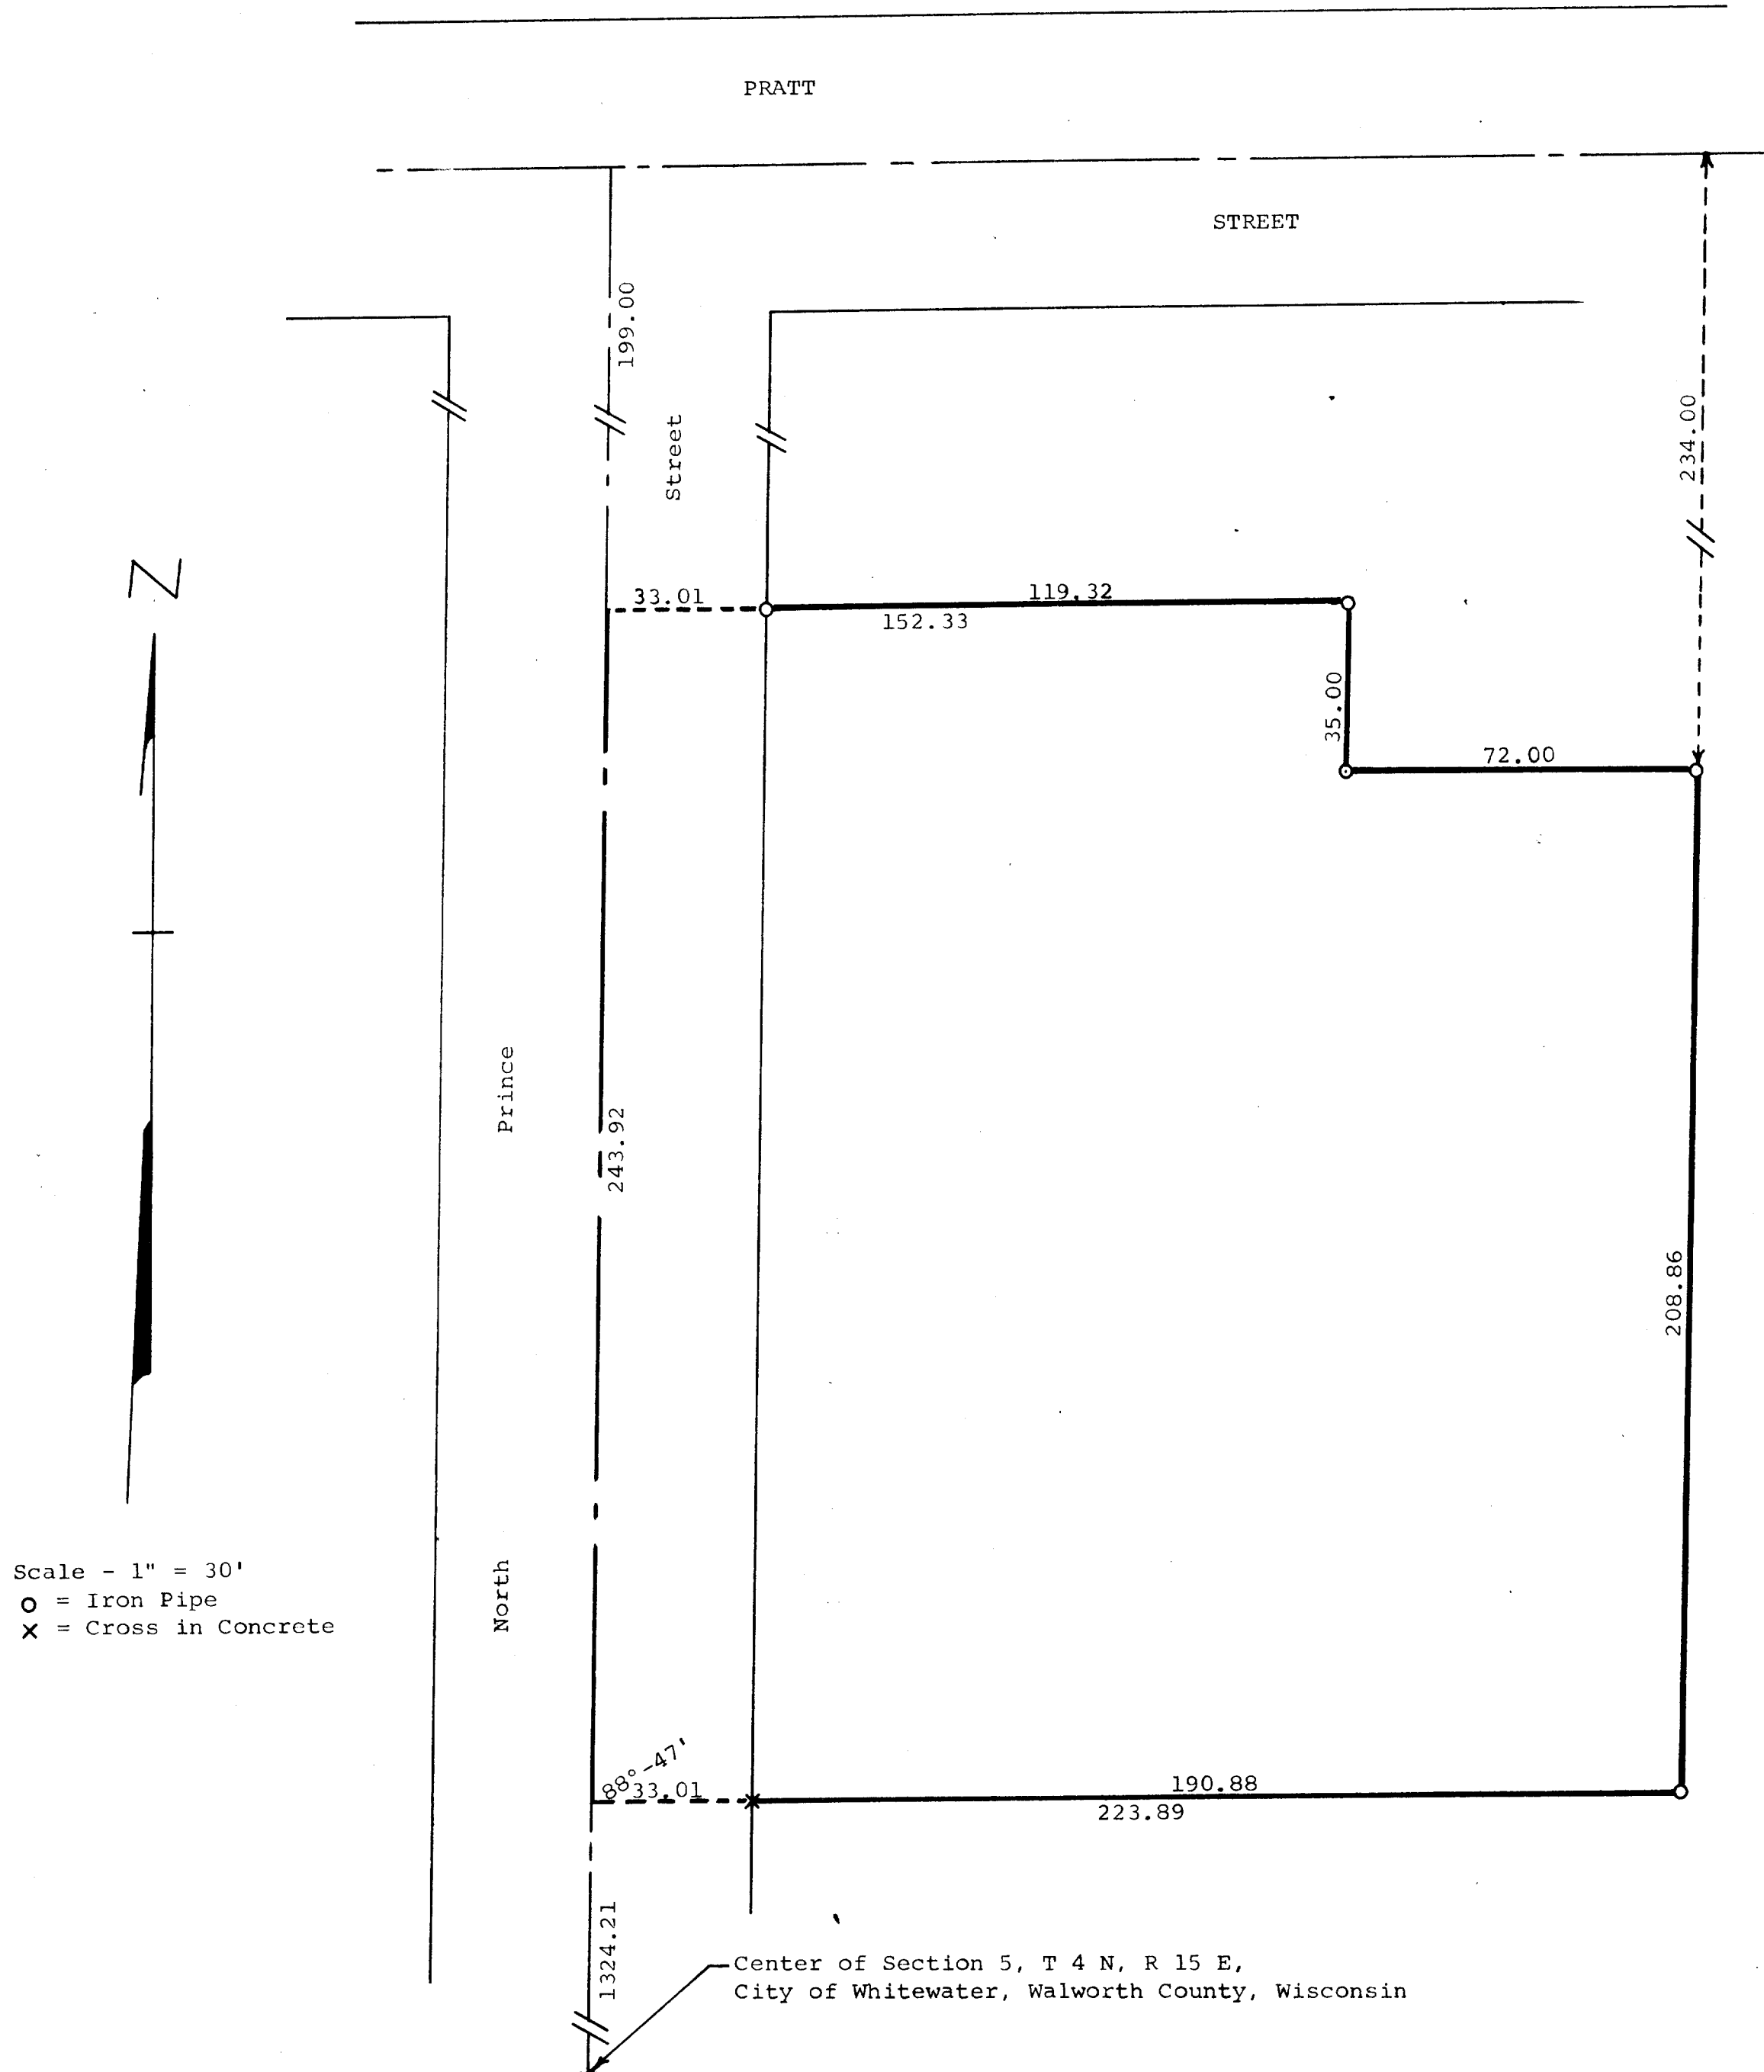 PRATT
STREET
199.00
Street
234.00
N
33.01
119.32
152.33
35.00
72.00
Prince
243.92
208.86
Scale - 1" = 30'
O = Iron Pipe
X = Cross in Concrete
North
88°-47'
33.01
190.88
223.89
1324.21
Center of Section 5, T 4 N, R 15 E,
City of Whitewater, Walworth County, Wisconsin